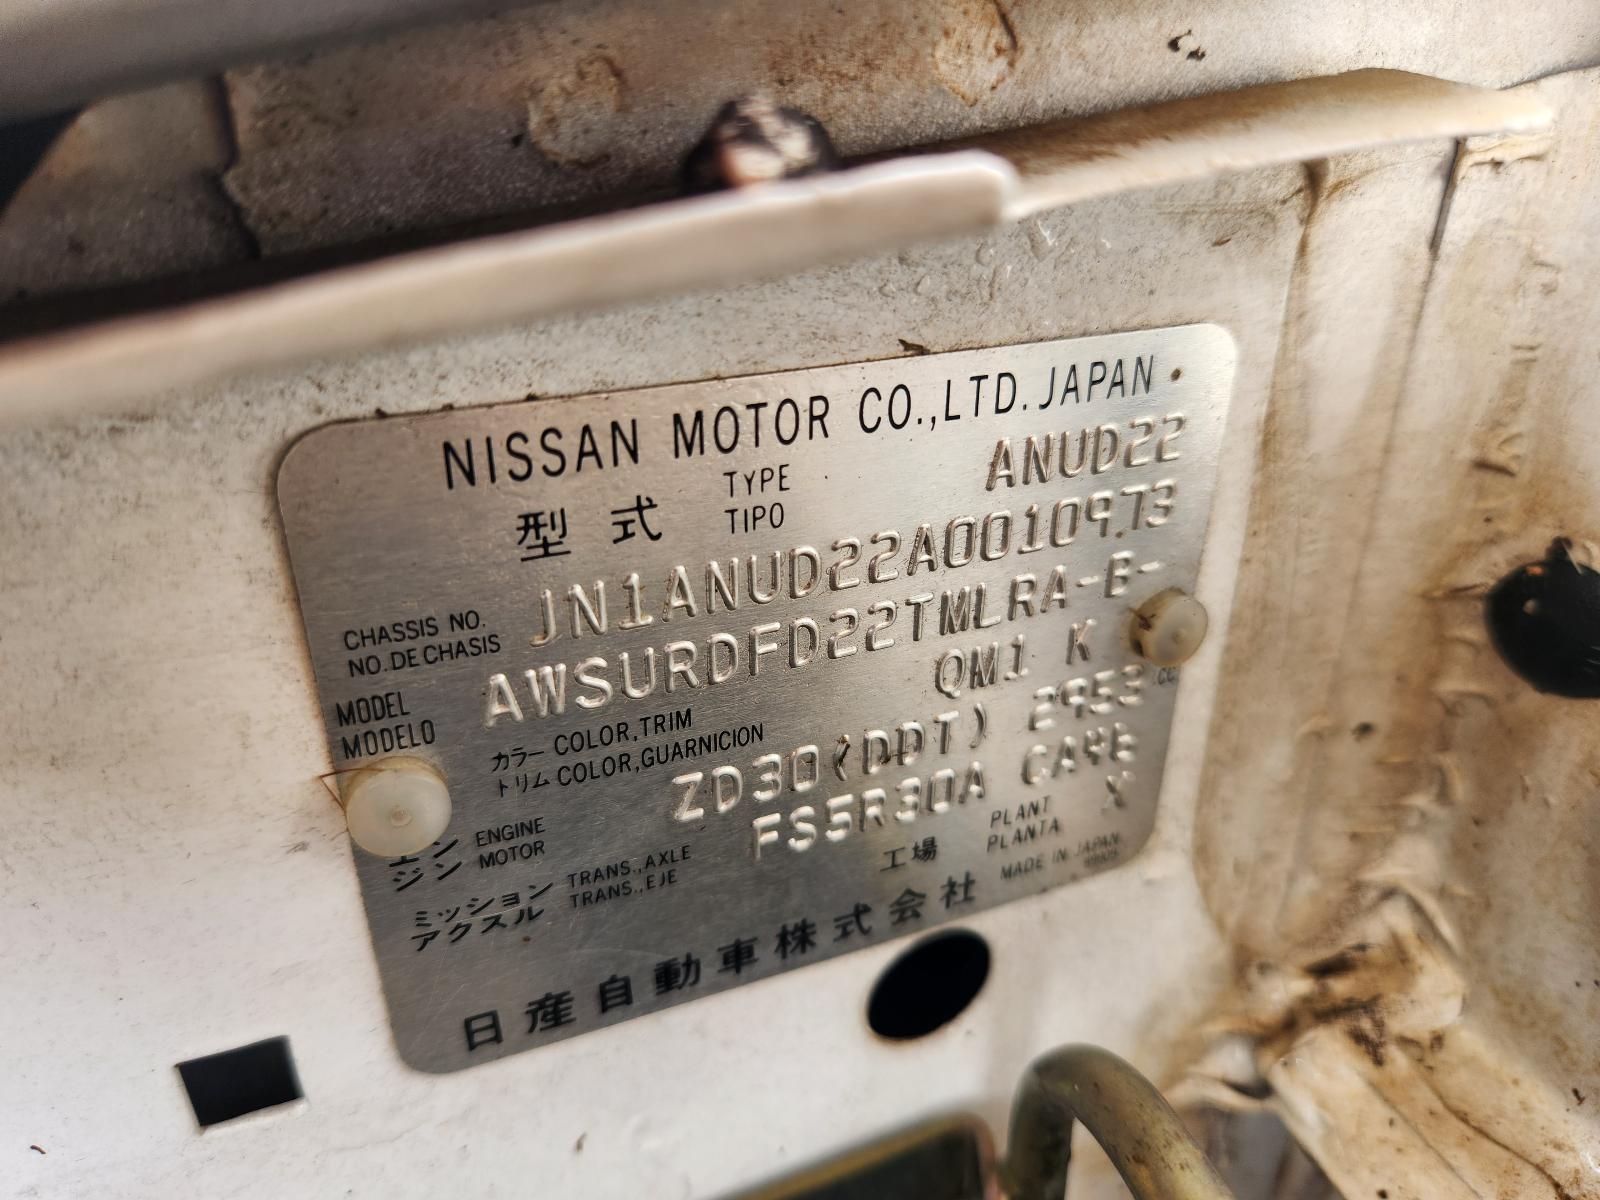 NISSAN MOTOR CO.,LTD. JAPAN
型式 TYPE TIPO ANUD22
CHASSIS NO. NO. DE CHASIS JN1ANUD22A0010973
MODEL MODELO AWSURDFD22TMLRA-B-
カラー COLOR,TRIM QM1 K
トリム COLOR,GUARNICION
エンジン ENGINE MOTOR ZD30(DDT) 2953 CC
ミッション TRANS.,AXLE FS5R30A CA4B
アクスル TRANS.,EJE
工場 PLANT PLANTA X
MADE IN JAPAN
日産自動車株式会社